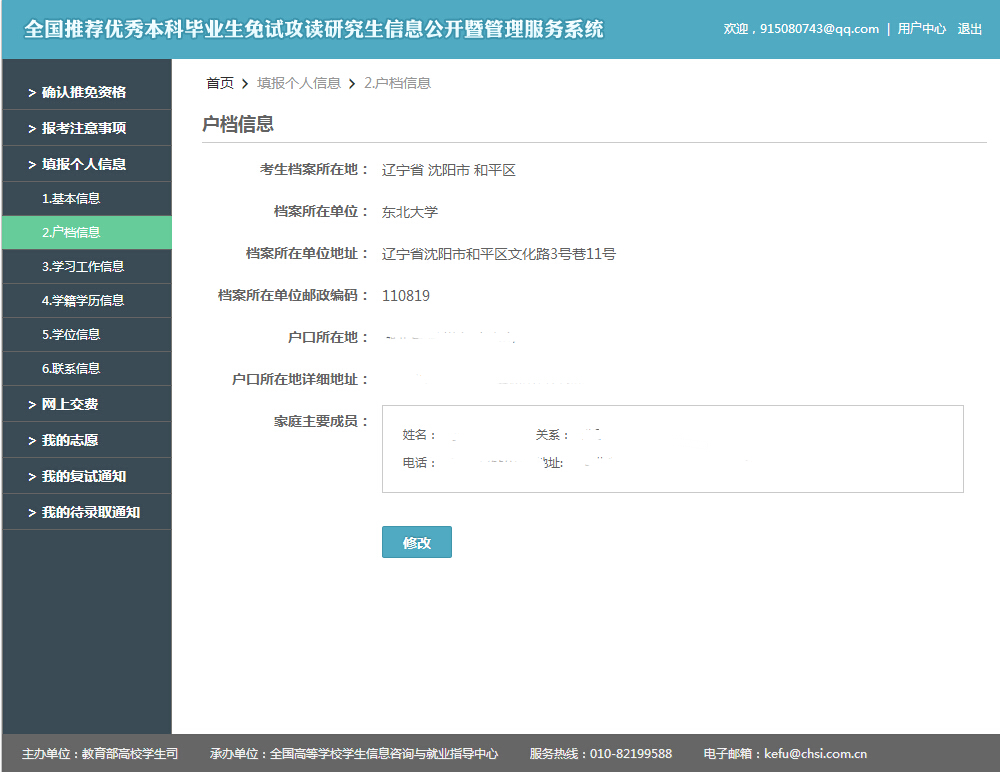 全国推荐优秀本科毕业生免试攻读研究生信息公开暨管理服务系统
欢迎，915080743@qq.com | 用户中心 退出
首页 > 填报个人信息 > 2.户档信息
> 确认推免资格
> 报考注意事项
> 填报个人信息
1.基本信息
2.户档信息
3.学习工作信息
4.学籍学历信息
5.学位信息
6.联系信息
> 网上交费
> 我的志愿
> 我的复试通知
> 我的待录取通知
户档信息
考生档案所在地： 辽宁省 沈阳市 和平区
档案所在单位： 东北大学
档案所在单位地址： 辽宁省沈阳市和平区文化路3号巷11号
档案所在单位邮政编码： 110819
户口所在地：
户口所在地详细地址：
家庭主要成员：
姓名： 关系：
电话： 地址:
修改
主办单位：教育部高校学生司 承办单位：全国高等学校学生信息咨询与就业指导中心 服务热线：010-82199588 电子邮箱：kefu@chsi.com.cn